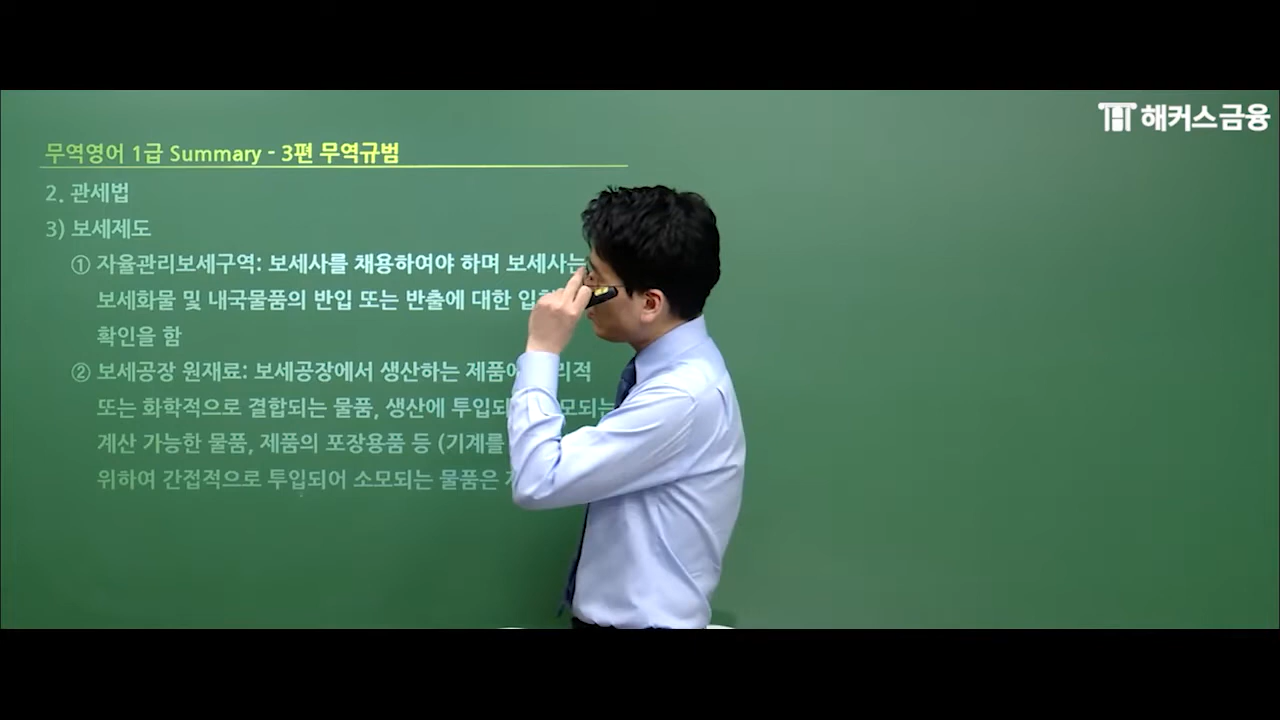 해커스금융
무역영어 1급 Summary - 3편 무역규범
2. 관세법
3) 보세제도
① 자율관리보세구역: 보세사를 채용하여야 하며 보세사는
보세화물 및 내국물품의 반입 또는 반출에 대한
확인을 함
② 보세공장 원재료: 보세공장에서 생산하는
또는 화학적으로 결합되는 물품, 생산에
계산 가능한 물품, 제품의 포장용품 등 (기계를
위하여 간접적으로 투입되어 소모되는 물품은